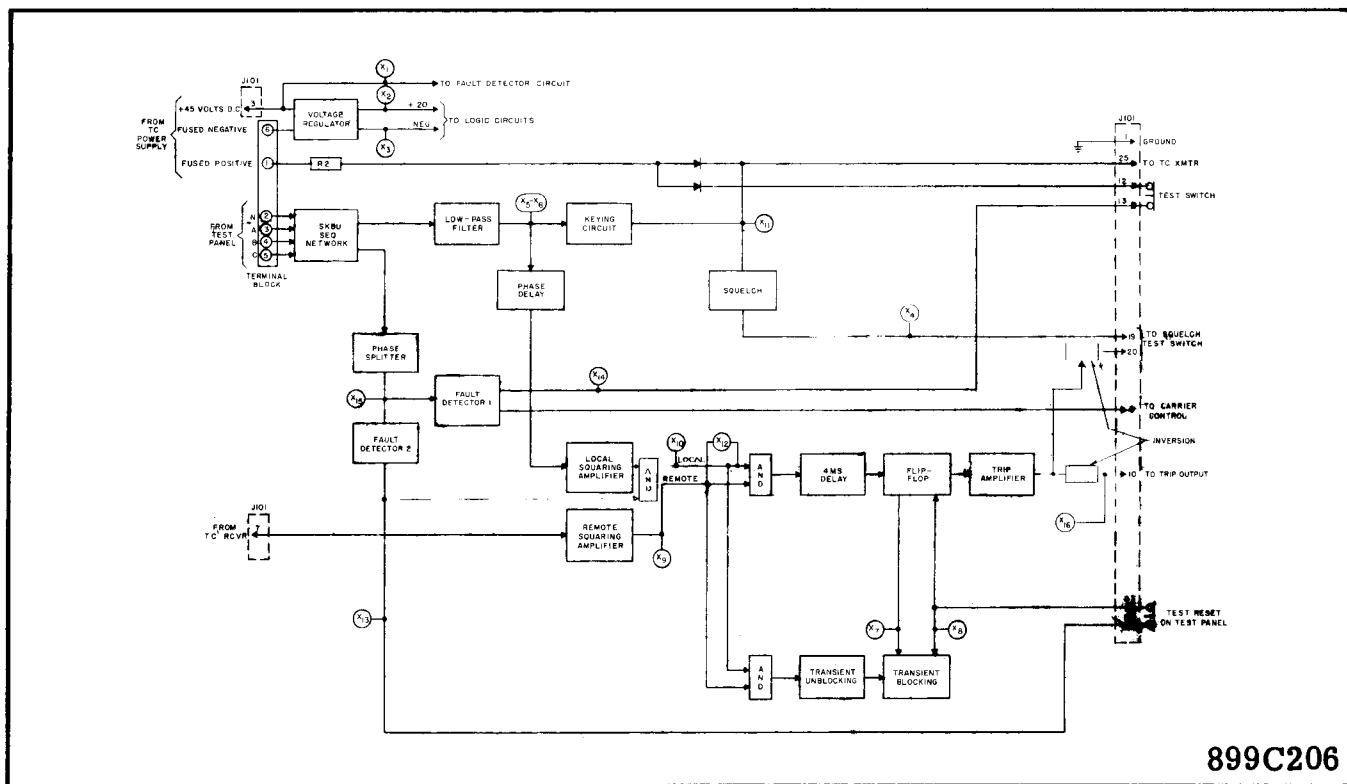 X1
J101
TO FAULT DETECTOR CIRCUIT
+45 VOLTS D.C.
3
X2
+ 20
FROM
TC
POWER
SUPPLY
FUSED NEGATIVE
6
VOLTAGE
REGULATOR
NEG
TO LOGIC CIRCUITS
X3
J101
1
GROUND
FUSED POSITIVE
1
R2
25
TO TC XMTR
12
TEST SWITCH
13
FROM
TEST
PANEL
N
2
A
3
B
4
C
5
TERMINAL
BLOCK
SKBU
SEQ
NETWORK
LOW-PASS
FILTER
X5-X6
KEYING
CIRCUIT
X11
PHASE
DELAY
SQUELCH
PHASE
SPLITTER
19
TO SQUELCH
TEST SWITCH
20
X15
FAULT
DETECTOR 1
X14
TO CARRIER
CONTROL
FAULT
DETECTOR 2
INVERSION
LOCAL
SQUARING
AMPLIFIER
AND
X10
X12
LOCAL
REMOTE
AND
4MS
DELAY
FLIP-
FLOP
TRIP
AMPLIFIER
10
TO TRIP OUTPUT
X16
J101
FROM
TC RCVR
7
REMOTE
SQUARING
AMPLIFIER
X9
X13
X7
X8
TEST RESET
ON TEST PANEL
AND
TRANSIENT
UNBLOCKING
TRANSIENT
BLOCKING
899C206